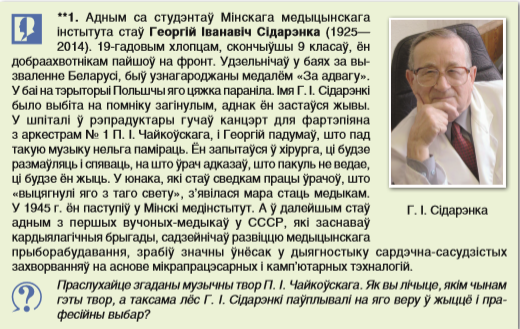 **1. Адным са студэнтаў Мінскага медыцынскага
інстытута стаў Георгій Іванавіч Сідарэнка (1925—
2014). 19-гадовым хлопцам, скончыўшы 9 класаў, ён
добраахвотнікам пайшоў на фронт. Удзельнічаў у баях за вы-
зваленне Беларусі, быў узнагароджаны медалём «За адвагу».
У баі на тэрыторыі Польшчы яго цяжка параніла. Імя Г. І. Сідарэнкі
было выбіта на помніку загінулым, аднак ён застаўся жывы.
У шпіталі ў рэпрадуктары гучаў канцэрт для фартэпіяна
з аркестрам № 1 П. І. Чайкоўскага, і Георгій падумаў, што пад
такую музыку нельга паміраць. Ён запытаўся ў хірурга, ці будзе
размаўляць і спяваць, на што ўрач адказаў, што пакуль не ведае,
ці будзе ён жыць. У юнака, які стаў сведкам працы ўрачоў, што
«выцягнулі яго з таго свету», з’явілася мара стаць медыкам.
У 1945 г. ён паступіў у Мінскі медінстытут. А ў далейшым стаў
адным з першых вучоных-медыкаў у СССР, які заснаваў
кардыялагічныя брыгады, садзейнічаў развіццю медыцынскага
прыборабудавання, зрабіў значны ўнёсак у дыягностыку сардэчна-сасудзістых
захворванняў на аснове мікрапрацэсарных і камп’ютарных тэхналогій.
Г. І. Сідарэнка
Праслухайце згаданы музычны твор П. І. Чайкоўскага. Як вы лічыце, якім чынам
гэты твор, а таксама лёс Г. І. Сідарэнкі паўплывалі на яго веру ў жыццё і пра-
фесійны выбар?